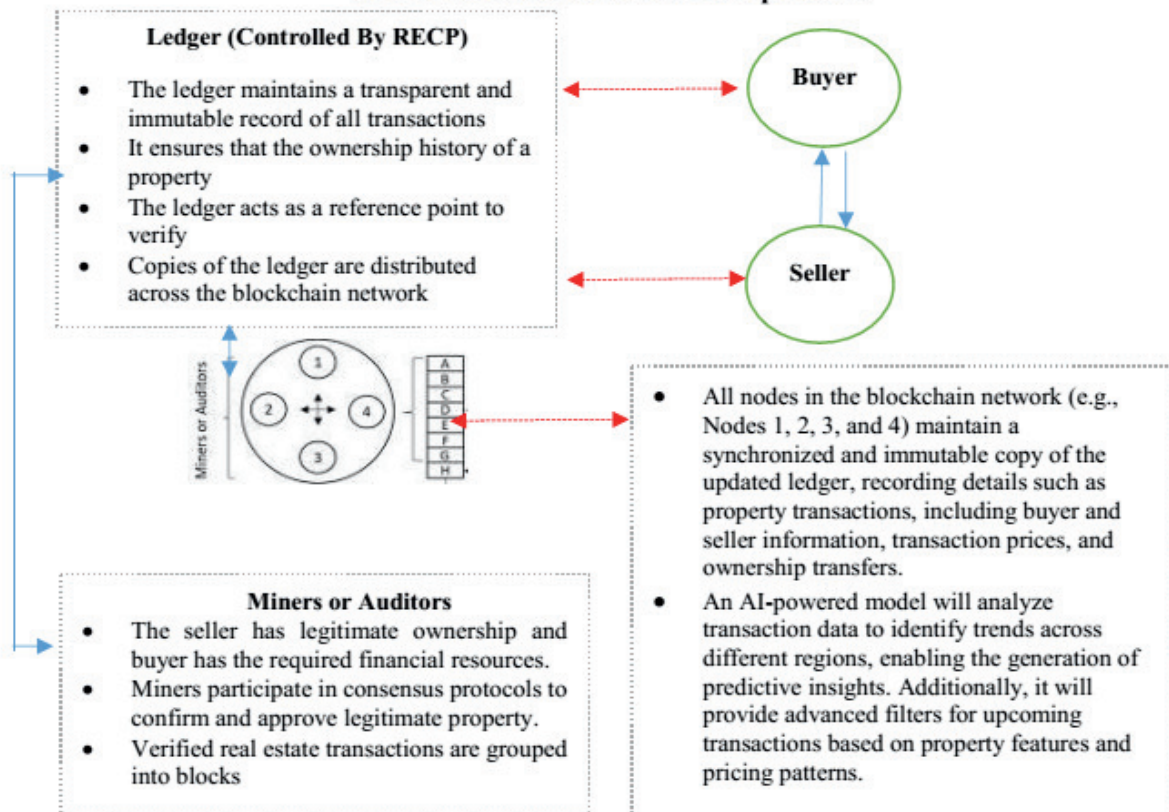 Ledger (Controlled By RECP)
• The ledger maintains a transparent and
immutable record of all transactions
• It ensures that the ownership history of a
property
• The ledger acts as a reference point to
verify
• Copies of the ledger are distributed
across the blockchain network
Buyer
Seller
Miners or Auditors
1
2
4
3
A
B
C
D
E
F
G
H
• All nodes in the blockchain network (e.g.,
Nodes 1, 2, 3, and 4) maintain a
synchronized and immutable copy of the
updated ledger, recording details such as
property transactions, including buyer and
seller information, transaction prices, and
ownership transfers.
• An AI-powered model will analyze
transaction data to identify trends across
different regions, enabling the generation of
predictive insights. Additionally, it will
provide advanced filters for upcoming
transactions based on property features and
pricing patterns.
Miners or Auditors
• The seller has legitimate ownership and
buyer has the required financial resources.
• Miners participate in consensus protocols to
confirm and approve legitimate property.
• Verified real estate transactions are grouped
into blocks